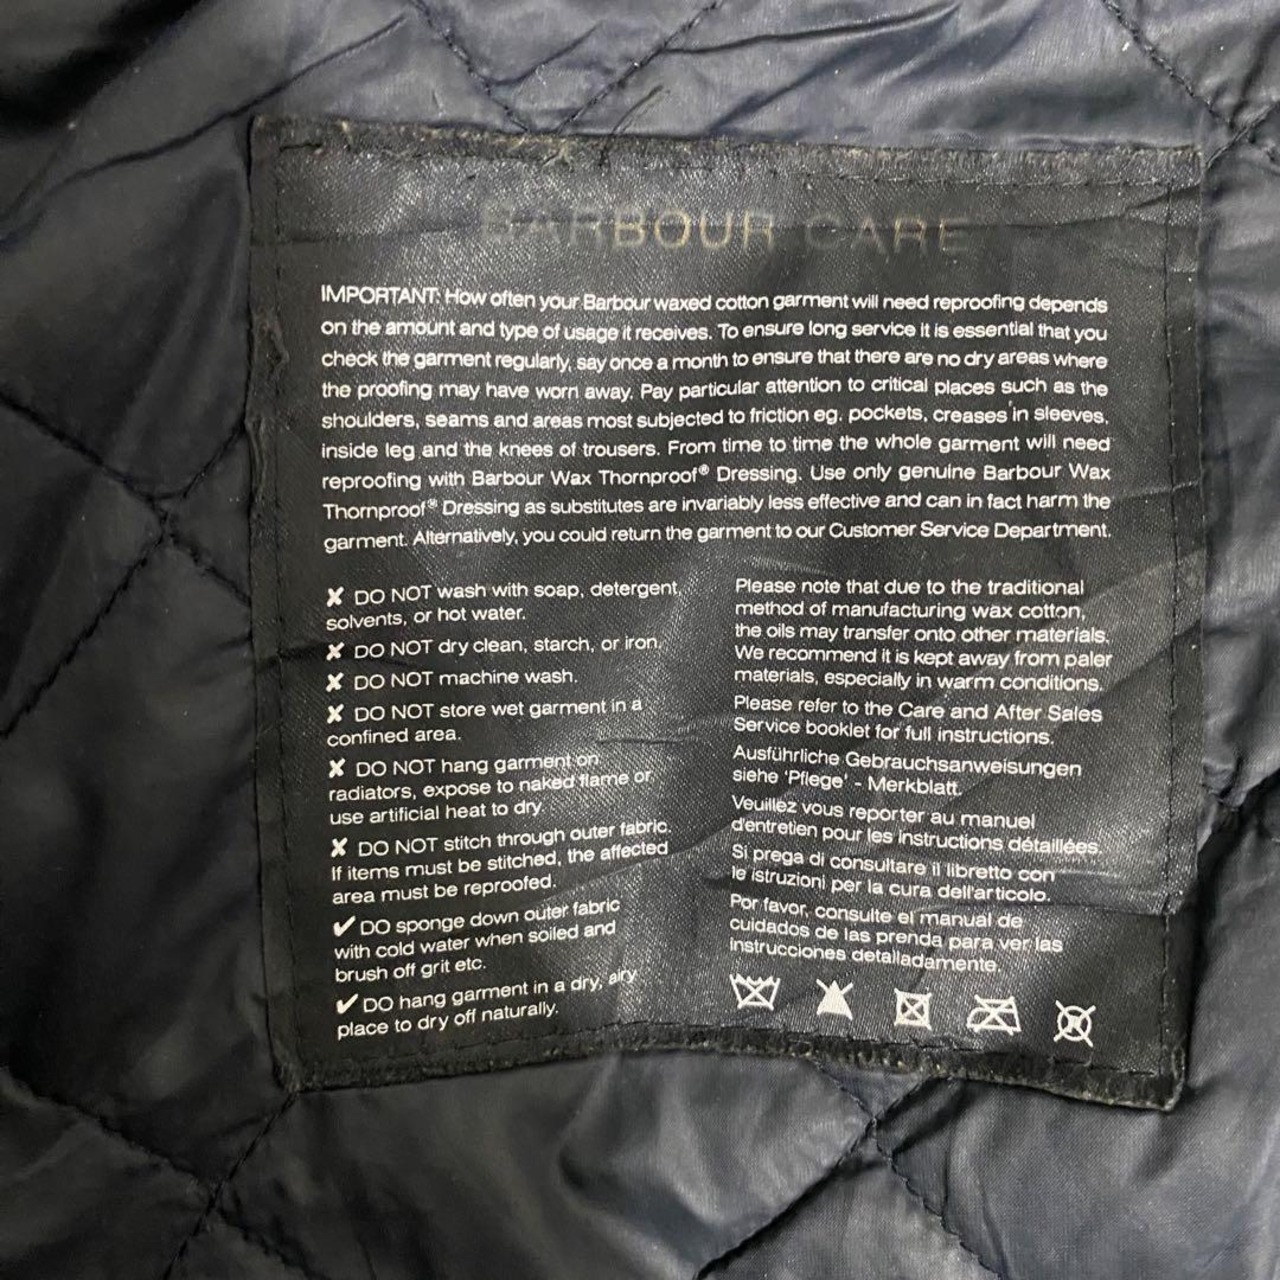 BARBOUR CARE
IMPORTANT: How often your Barbour waxed cotton garment will need reproofing depends
on the amount and type of usage it receives. To ensure long service it is essential that you
check the garment regularly, say once a month to ensure that there are no dry areas where
the proofing may have worn away. Pay particular attention to critical places such as the
shoulders, seams and areas most subjected to friction eg. pockets, creases in sleeves,
inside leg and the knees of trousers. From time to time the whole garment will need
reproofing with Barbour Wax Thornproof® Dressing. Use only genuine Barbour Wax
Thornproof® Dressing as substitutes are invariably less effective and can in fact harm the
garment. Alternatively, you could return the garment to our Customer Service Department.
✘ DO NOT wash with soap, detergent,
solvents, or hot water.
✘ DO NOT dry clean, starch, or iron.
✘ DO NOT machine wash.
✘ DO NOT store wet garment in a
confined area.
✘ DO NOT hang garment on
radiators, expose to naked flame or
use artificial heat to dry.
✘ DO NOT stitch through outer fabric.
If items must be stitched, the affected
area must be reproofed.
✔ DO sponge down outer fabric
with cold water when soiled and
brush off grit etc.
✔ DO hang garment in a dry, airy
place to dry off naturally.
Please note that due to the traditional
method of manufacturing wax cotton,
the oils may transfer onto other materials.
We recommend it is kept away from paler
materials, especially in warm conditions.
Please refer to the Care and After Sales
Service booklet for full instructions.
Ausführliche Gebrauchsanweisungen
siehe 'Pflege' - Merkblatt.
Veuillez vous reporter au manuel
d'entretien pour les instructions détaillées.
Si prega di consultare il libretto con
le istruzioni per la cura dell'articolo.
Por favor, consulte el manual de
cuidados de las prenda para ver las
instrucciones detalladamente.